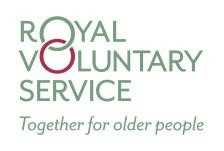 ROYAL
VOLUNTARY
SERVICE
Together for older people